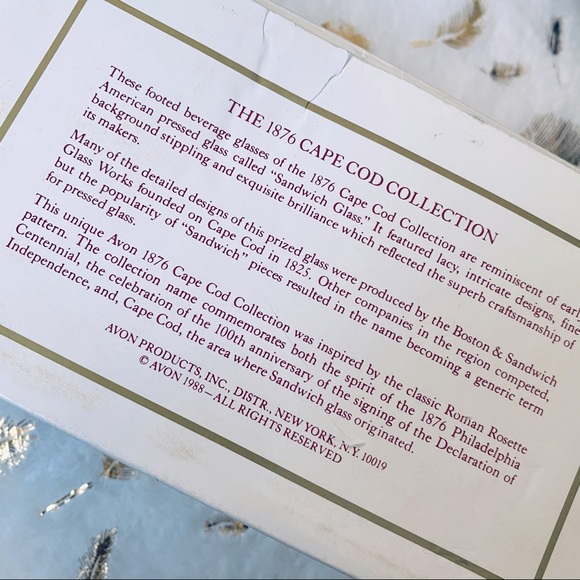 THE 1876 CAPE COD COLLECTION
These footed beverage glasses of the 1876 Cape Cod Collection are reminiscent of
American pressed glass called "Sandwich Glass." It featured lacy, intricate designs, fine
background stippling and exquisite brilliance which reflected the superb craftsmanship of
its makers.
Many of the detailed designs of this prized glass were produced by the Boston & Sandwich
Glass Works founded on Cape Cod in 1825. Other companies in the region competed,
but the popularity of "Sandwich" pieces resulted in the name becoming a generic term
for pressed glass.
This unique Avon 1876 Cape Cod Collection was inspired by the classic Roman Rosette
pattern. The collection name commemorates both the spirit of the 1876 Philadelphia
Centennial, the celebration of the 100th anniversary of the signing of the Declaration of
Independence, and, Cape Cod, the area where Sandwich glass originated.
AVON PRODUCTS, INC., DISTR., NEW YORK, N.Y. 10019
© AVON 1988—ALL RIGHTS RESERVED